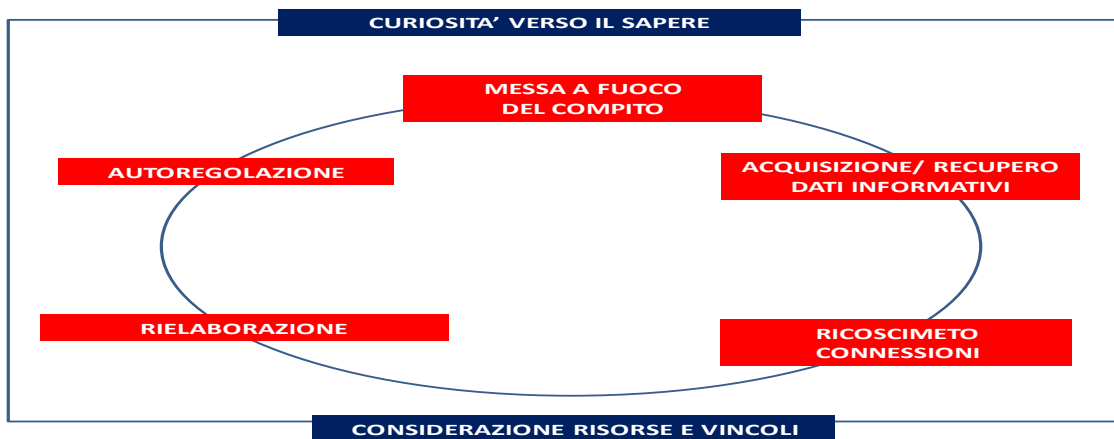 CURIOSITA’ VERSO IL SAPERE
MESSA A FUOCO
DEL COMPITO
AUTOREGOLAZIONE
ACQUISIZIONE/ RECUPERO
DATI INFORMATIVI
RIELABORAZIONE
RICOSCIMETO
CONNESSIONI
CONSIDERAZIONE RISORSE E VINCOLI